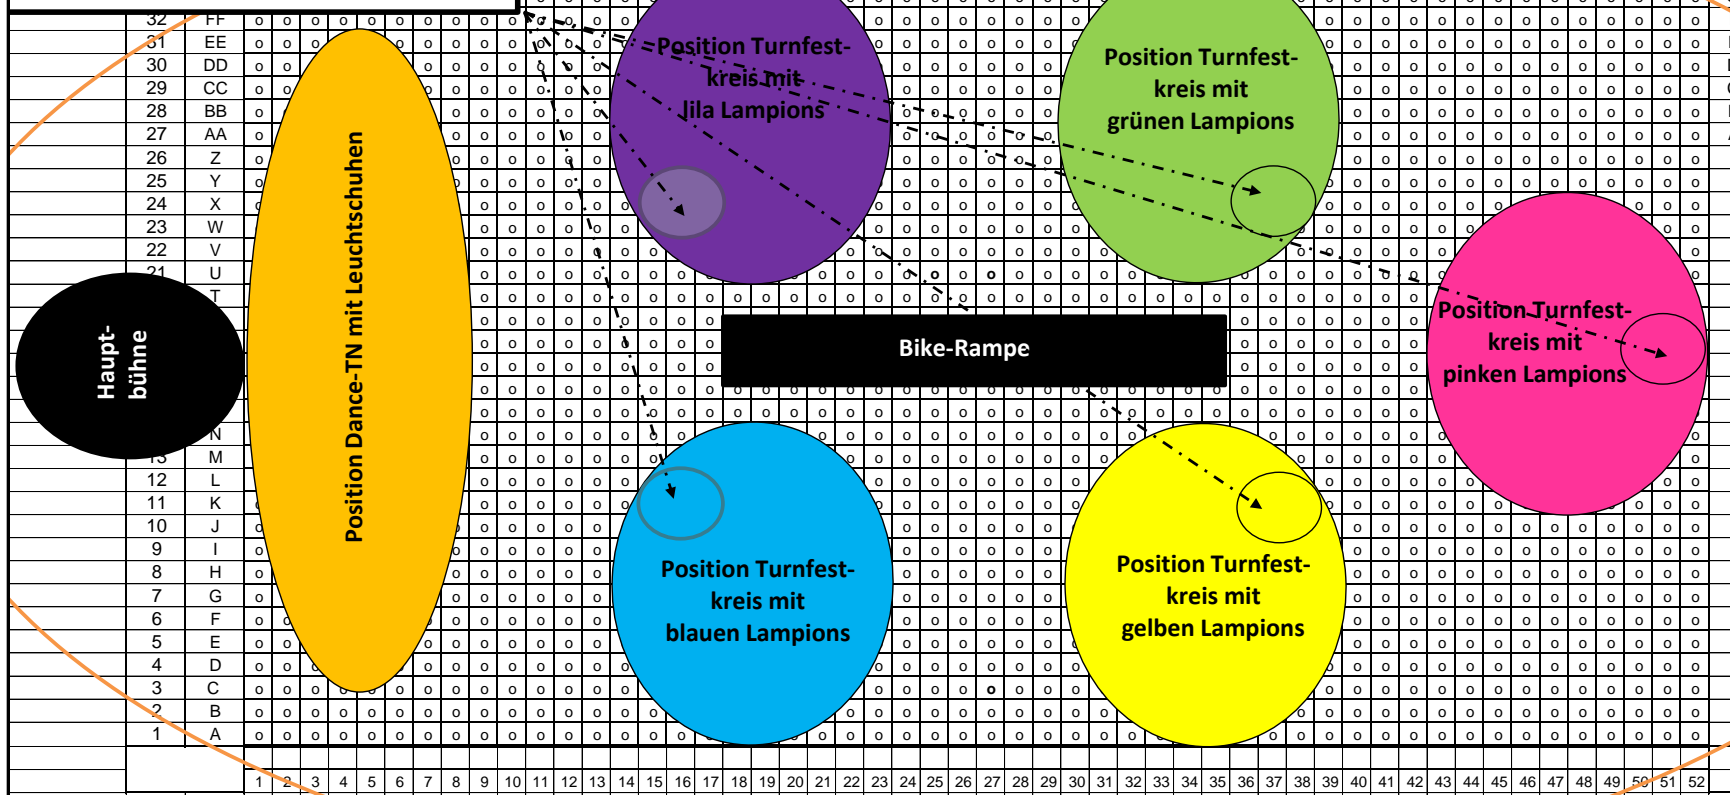 32 FF
31 EE
30 DD
29 CC
28 BB
27 AA
26 Z
25 Y
24 X
23 W
22 V
21 U
T
N
13 M
12 L
11 K
10 J
9 I
8 H
7 G
6 F
5 E
4 D
3 C
2 B
1 A
Haupt-
bühne
Position Dance-TN mit Leuchtschuhen
Position Turnfest-
kreis mit
lila Lampions
Position Turnfest-
kreis mit
grünen Lampions
Position Turnfest-
kreis mit
pinken Lampions
Bike-Rampe
Position Turnfest-
kreis mit
blauen Lampions
Position Turnfest-
kreis mit
gelben Lampions
1 2 3 4 5 6 7 8 9 10 11 12 13 14 15 16 17 18 19 20 21 22 23 24 25 26 27 28 29 30 31 32 33 34 35 36 37 38 39 40 41 42 43 44 45 46 47 48 49 50 51 52